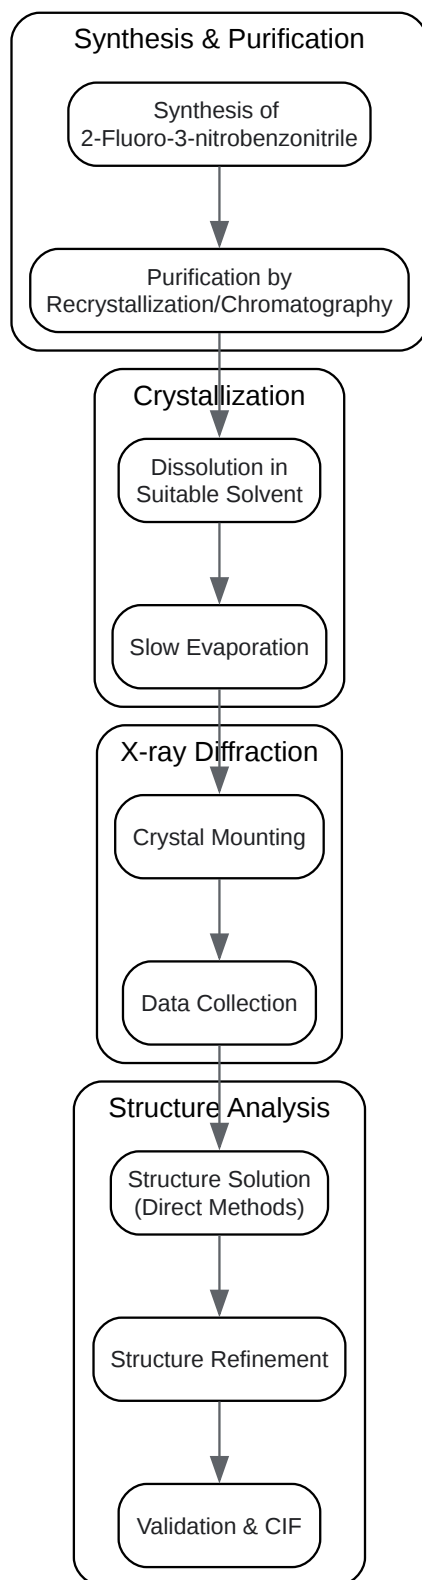 Synthesis & Purification
Synthesis of
2-Fluoro-3-nitrobenzonitrile
Purification by
Recrystallization/Chromatography
Crystallization
Dissolution in
Suitable Solvent
Slow Evaporation
X-ray Diffraction
Crystal Mounting
Data Collection
Structure Analysis
Structure Solution
(Direct Methods)
Structure Refinement
Validation & CIF